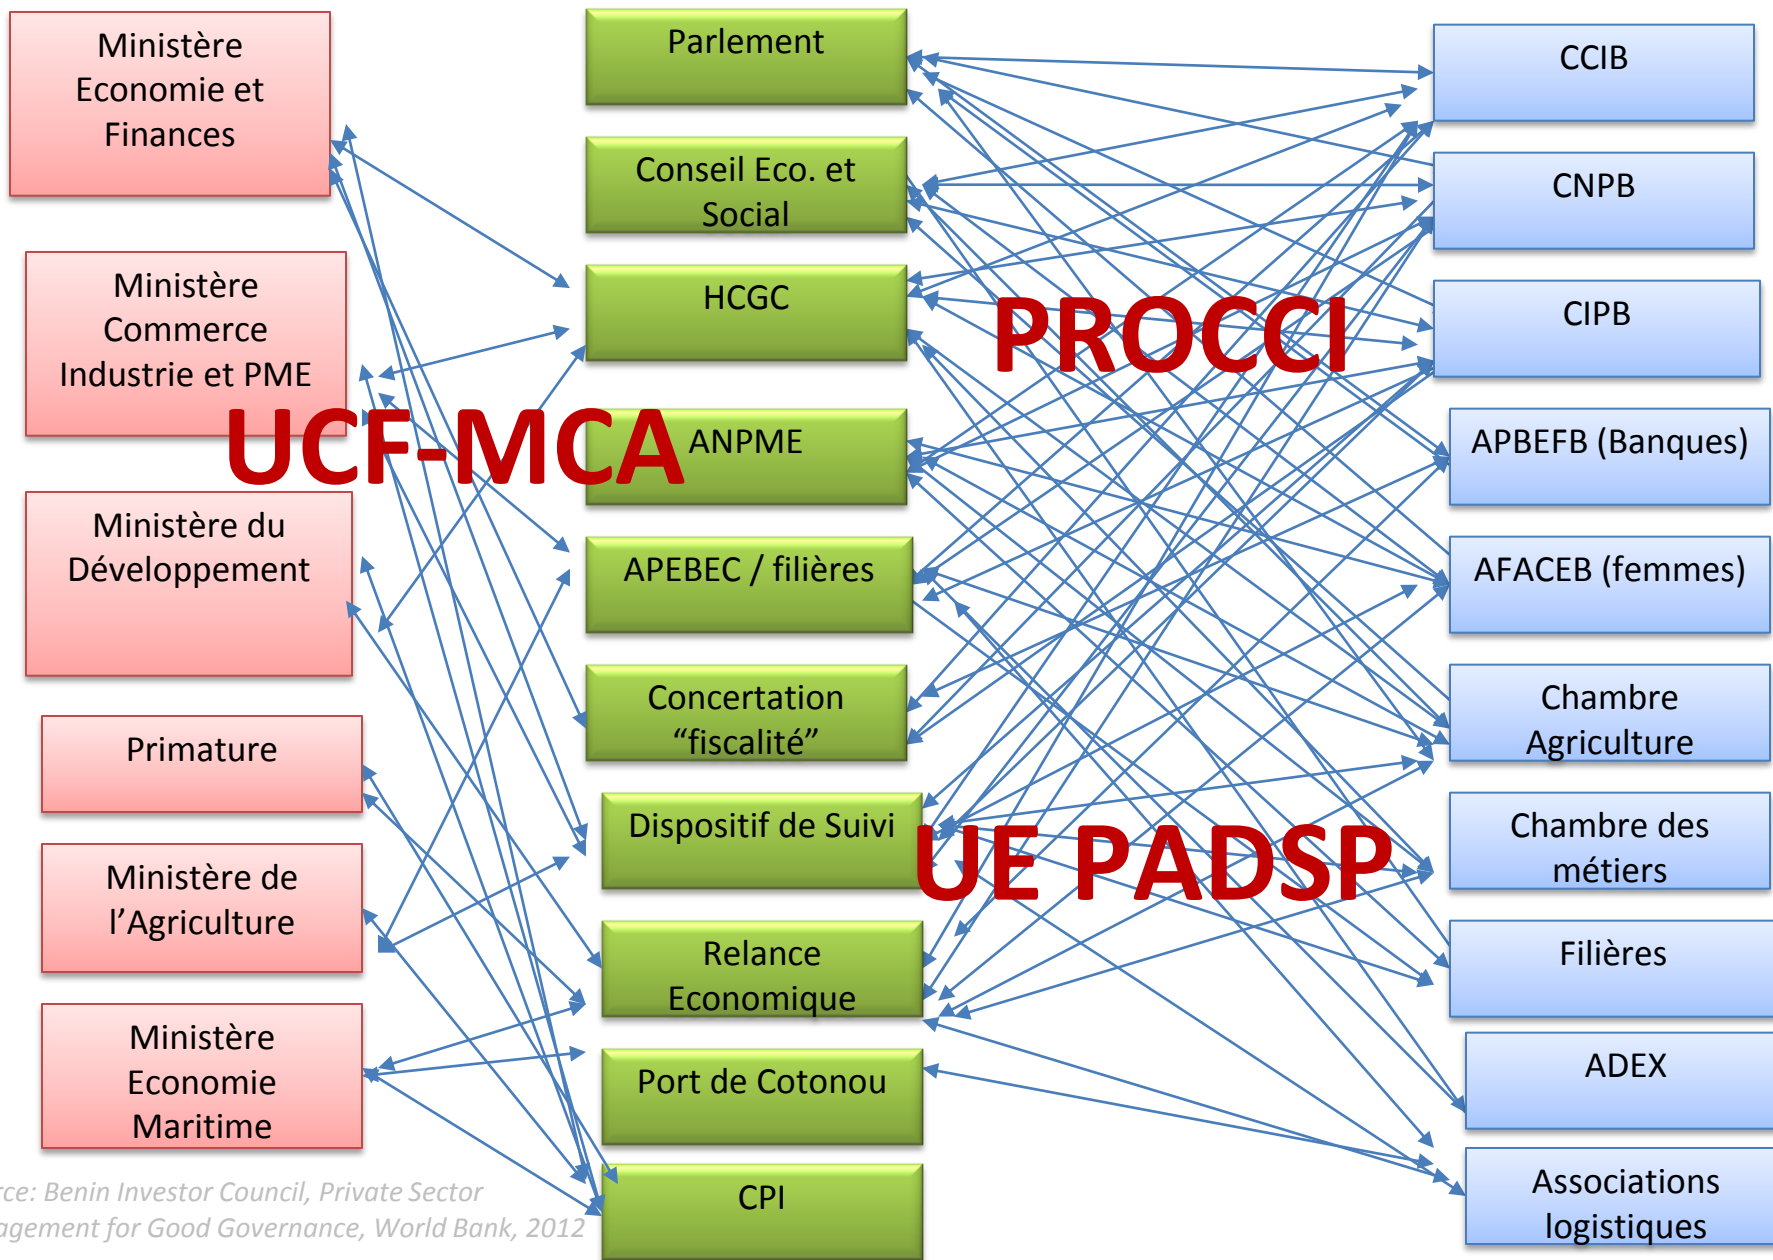 Ministère
Economie et
Finances
Ministère
Commerce
Industrie et PME
Ministère du
Développement
Primature
Ministère de
l’Agriculture
Ministère
Economie
Maritime
UCF-MCA
Parlement
Conseil Eco. et
Social
HCGC
ANPME
APEBEC / filières
Concertation
“fiscalité”
Dispositif de Suivi
Relance
Economique
Port de Cotonou
CPI
PROCCI
UE PADSP
CCIB
CNPB
CIPB
APBEFB (Banques)
AFACEB (femmes)
Chambre
Agriculture
Chambre des
métiers
Filières
ADEX
Associations
logistiques
rce: Benin Investor Council, Private Sector
agement for Good Governance, World Bank, 2012